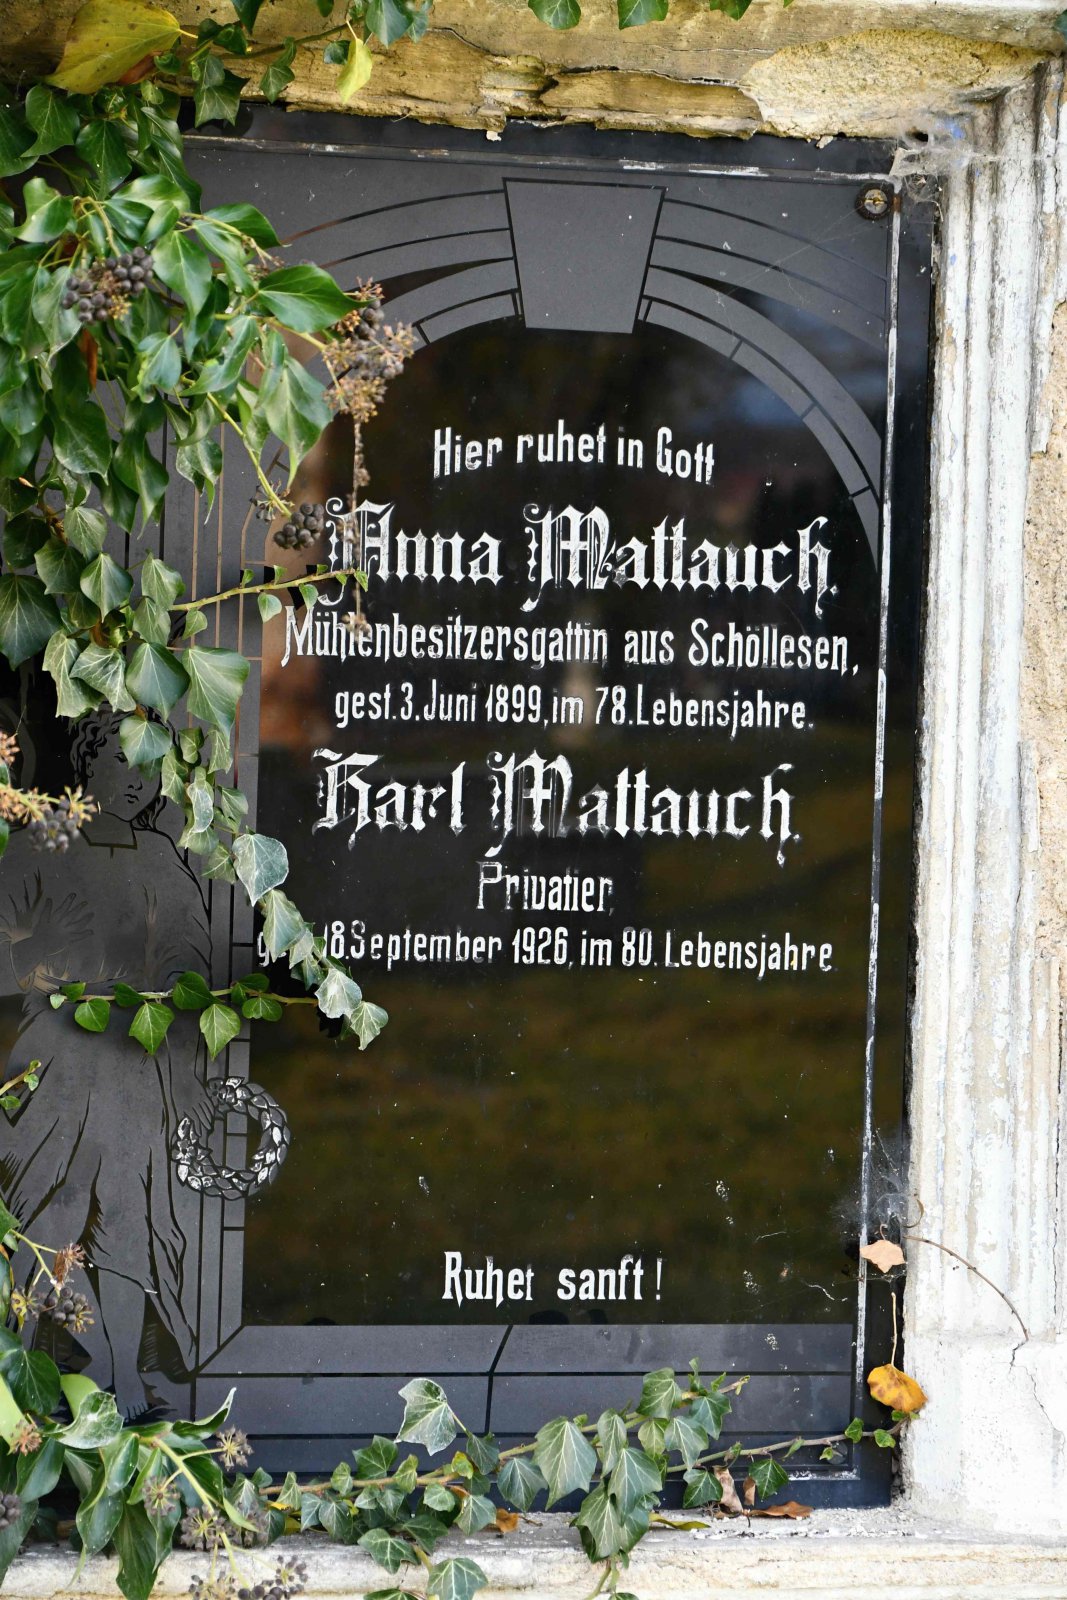 Hier ruhet in Gott
Anna Mattauch.
Mühlenbesitzersgattin aus Schöllesen,
gest. 3. Juni 1899, im 78. Lebensjahre.
Karl Mattauch.
Privatier,
18. September 1926, im 80. Lebensjahre
Ruhet sanft!